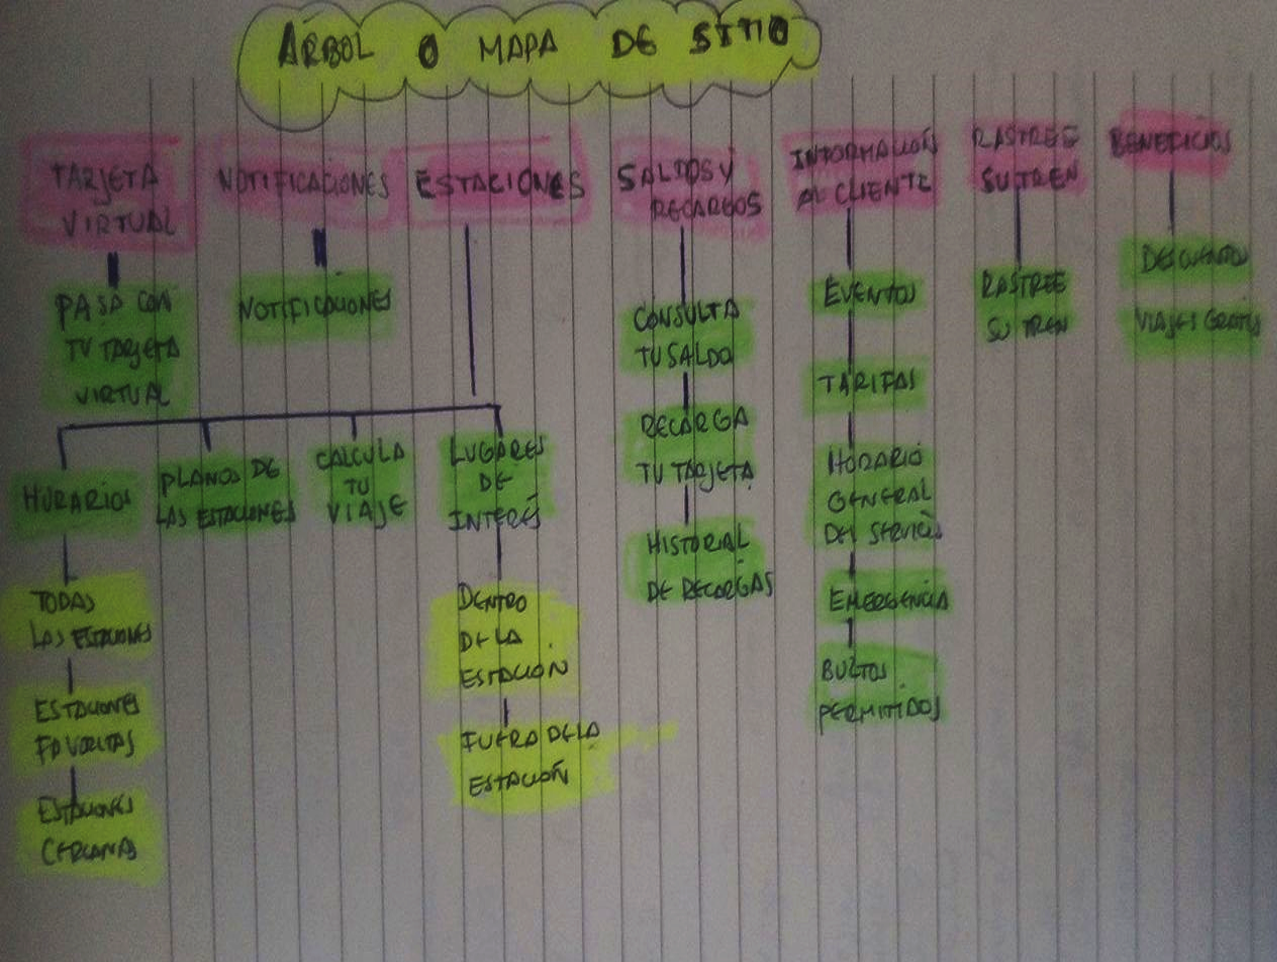 ÁRBOL O MAPA DE SITIO
TARJETA
VIRTUAL
PASA CON
TU TARJETA
VIRTUAL
NOTIFICACIONES
NOTIFICACIONES
ESTACIONES
HORARIOS
TODAS
LAS ESTACIONES
ESTACIONES
FAVORITAS
ESTACIONES
CERCANAS
PLANOS DE
LAS ESTACIONES
CALCULA
TU
VIAJE
LUGARES
DE
INTERÉS
DENTRO
DE LA
ESTACIÓN
FUERA DE LA
ESTACIÓN
SALDOS Y
RECARGOS
CONSULTA
TU SALDO
RECARGA
TU TARJETA
HISTORIAL
DE RECARGAS
INFORMACIÓN
AL CLIENTE
EVENTOS
TARIFAS
HORARIO
GENERAL
DEL SERVICIO
EMERGENCIA
BULTOS
PERMITIDOS
RASTREE
SU TREN
RASTREE
SU TREN
BENEFICIOS
DESCUENTOS
VIAJES GRATIS